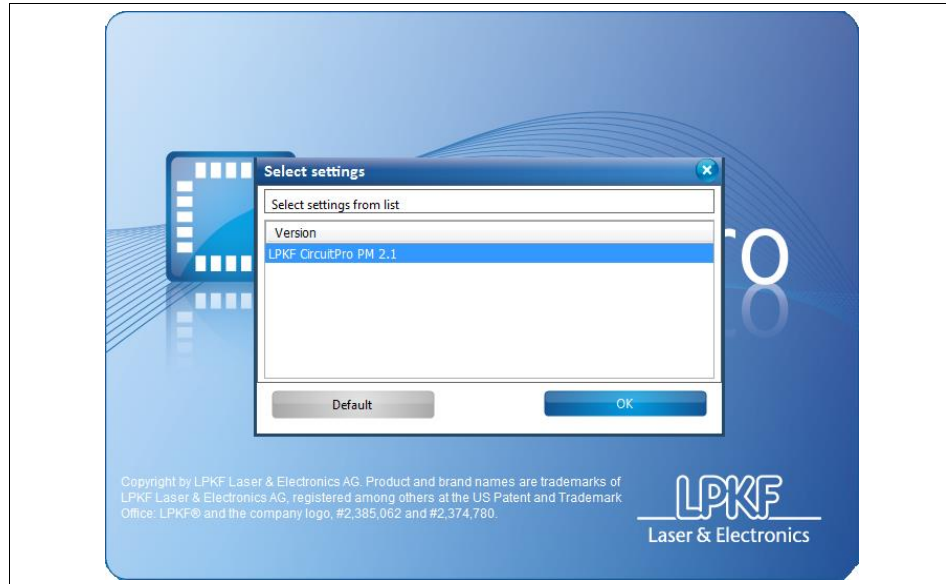 Select settings
Select settings from list
Version
LPKF CircuitPro PM 2.1
ro
Default
OK
Copyright by LPKF Laser & Electronics AG. Product and brand names are trademarks of
LPKF Laser & Electronics AG, registered among others at the US Patent and Trademark
Office: LPKF® and the company logo, #2,385,062 and #2,374,780.
LPKF
Laser & Electronics